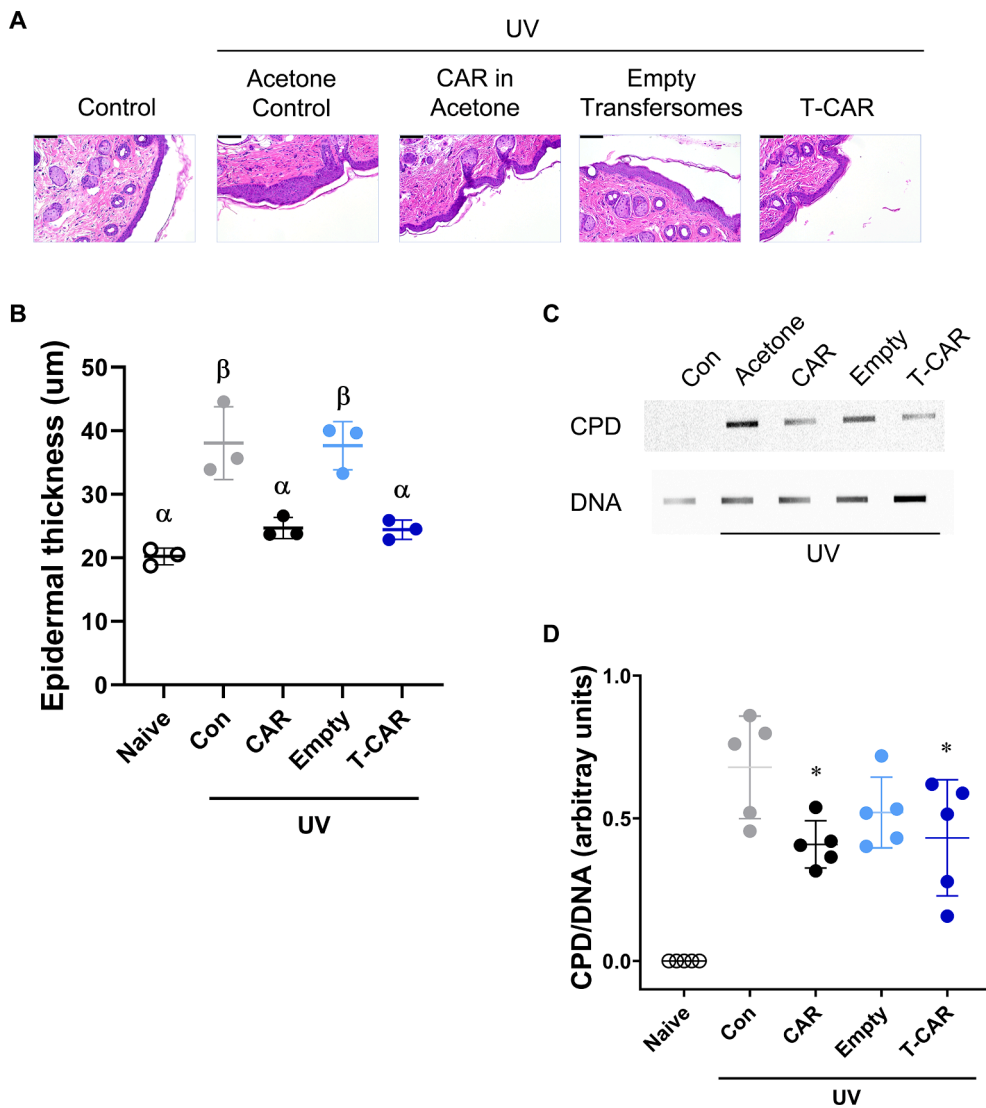 A
UV
Control
Acetone
Control
CAR in
Acetone
Empty
Transfersomes
T-CAR
B
Epidermal thickness (um)
50
40
30
20
10
0
α
β
α
β
α
Naive
Con
CAR
Empty
T-CAR
UV
C
Con
Acetone
CAR
Empty
T-CAR
CPD
DNA
UV
D
CPD/DNA (arbitray units)
1.0
0.5
0.0
*
*
Naive
Con
CAR
Empty
T-CAR
UV